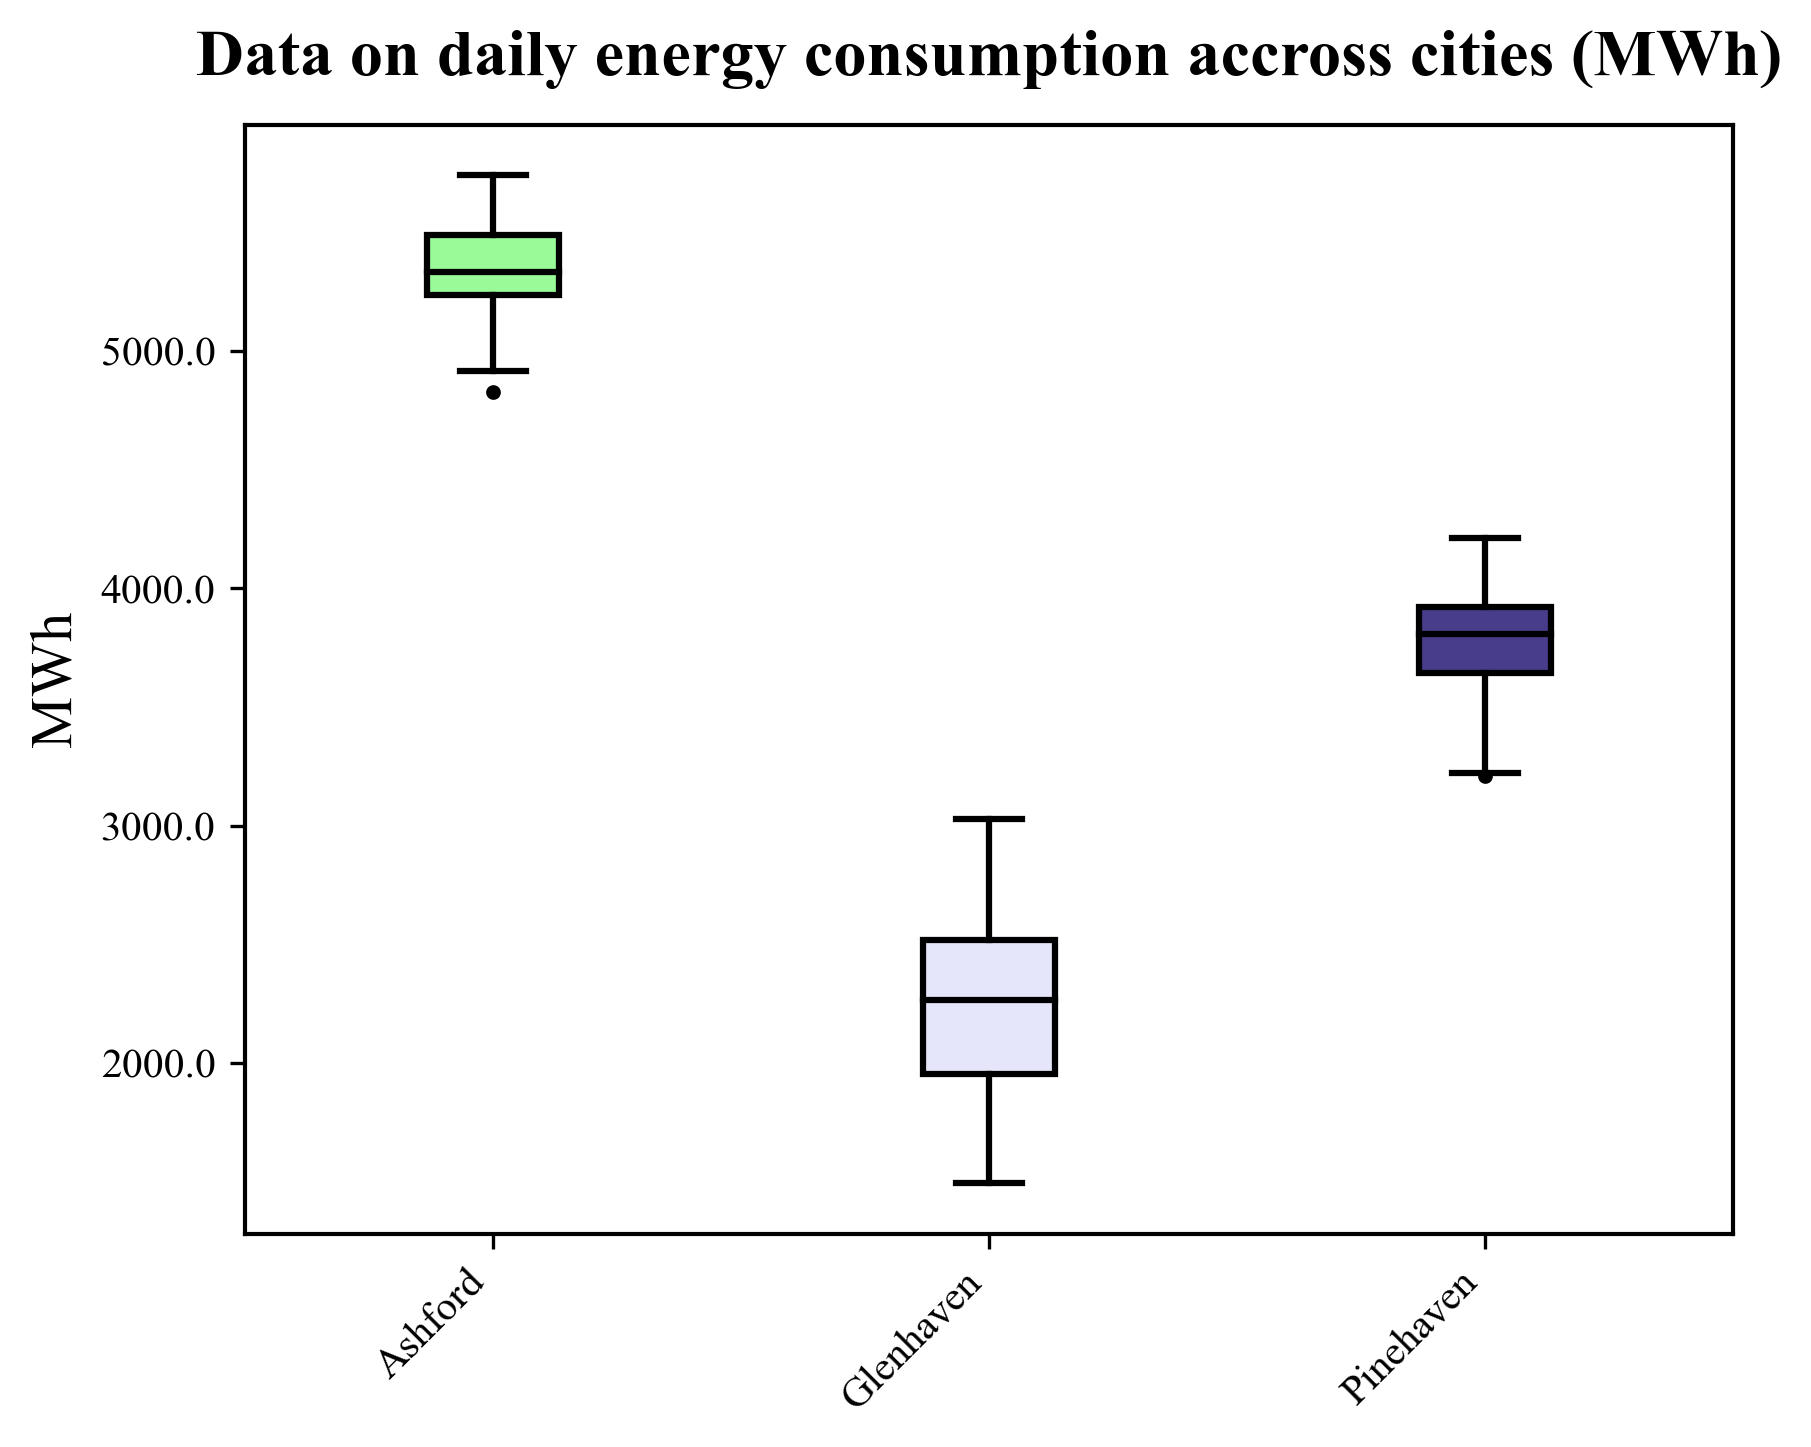 Data on daily energy consumption accross cities (MWh)
MWh
5000.0
4000.0
3000.0
2000.0
Ashford
Glenhaven
Pinehaven